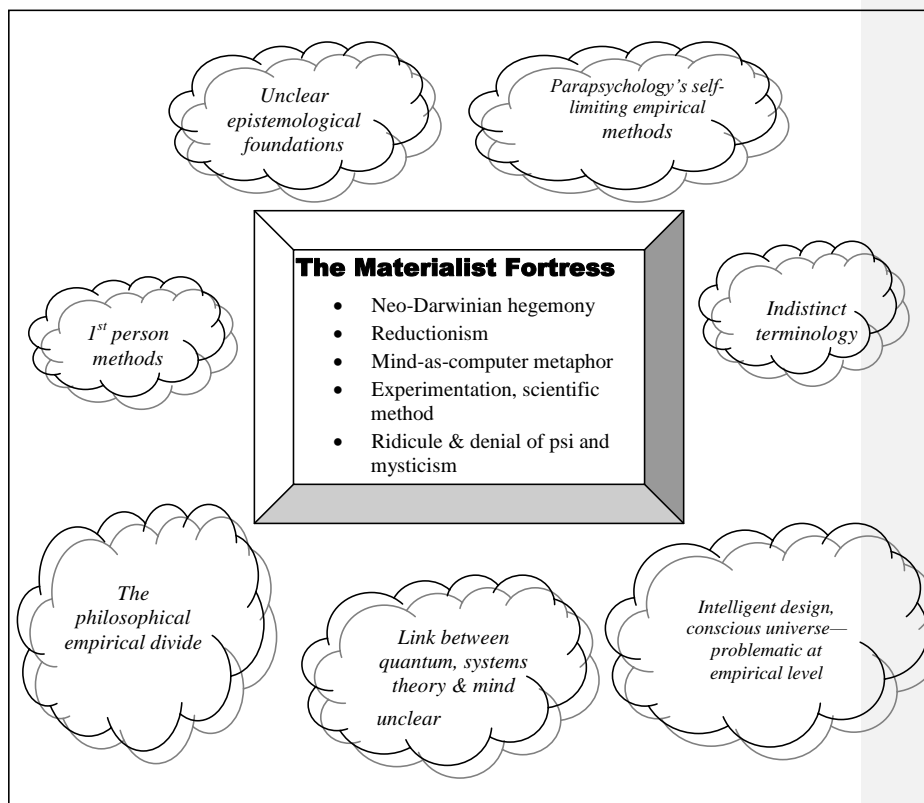 Unclear
epistemological
foundations
Parapsychology's self-
limiting empirical
methods
The Materialist Fortress
• Neo-Darwinian hegemony
• Reductionism
• Mind-as-computer metaphor
• Experimentation, scientific
method
• Ridicule & denial of psi and
mysticism
1st person
methods
Indistinct
terminology
The
philosophical
empirical divide
Link between
quantum, systems
theory & mind
unclear
Intelligent design,
conscious universe—
problematic at
empirical level